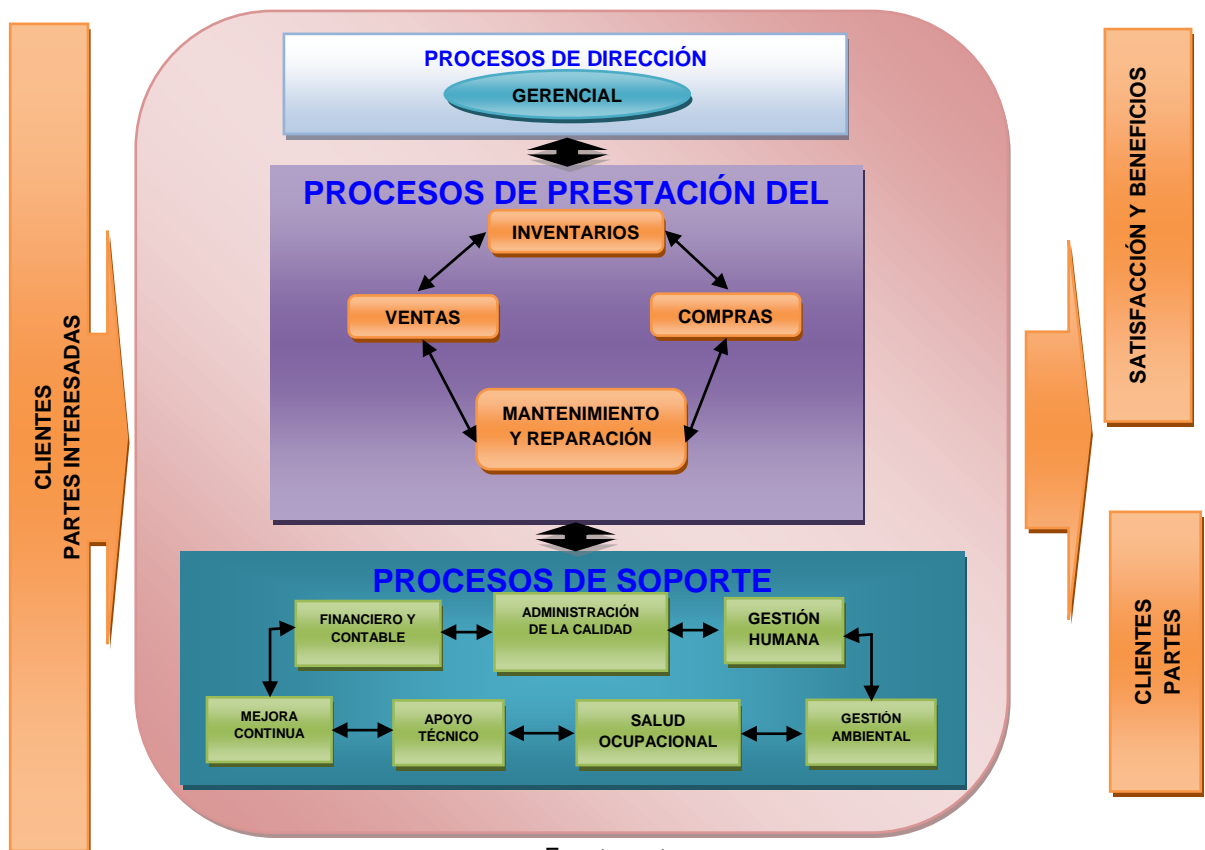 CLIENTES
PARTES INTERESADAS
PROCESOS DE DIRECCIÓN
GERENCIAL
PROCESOS DE PRESTACIÓN DEL
INVENTARIOS
VENTAS
COMPRAS
MANTENIMIENTO
Y REPARACIÓN
PROCESOS DE SOPORTE
FINANCIERO Y
CONTABLE
ADMINISTRACIÓN
DE LA CALIDAD
GESTIÓN
HUMANA
MEJORA
CONTINUA
APOYO
TÉCNICO
SALUD
OCUPACIONAL
GESTIÓN
AMBIENTAL
SATISFACCIÓN Y BENEFICIOS
CLIENTES
PARTES